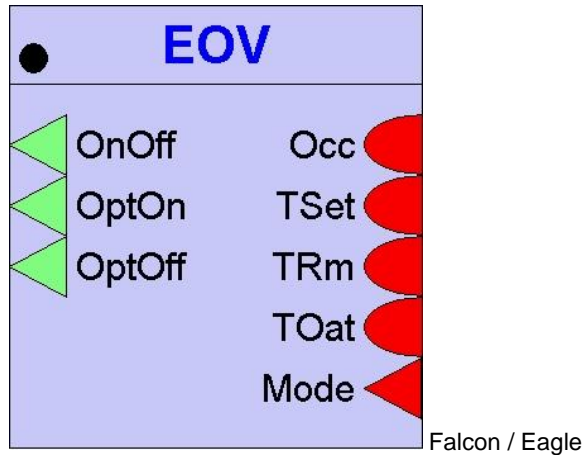 EOV
OnOff Occ
OptOn TSet
OptOff TRm
TOat
Mode
Falcon / Eagle